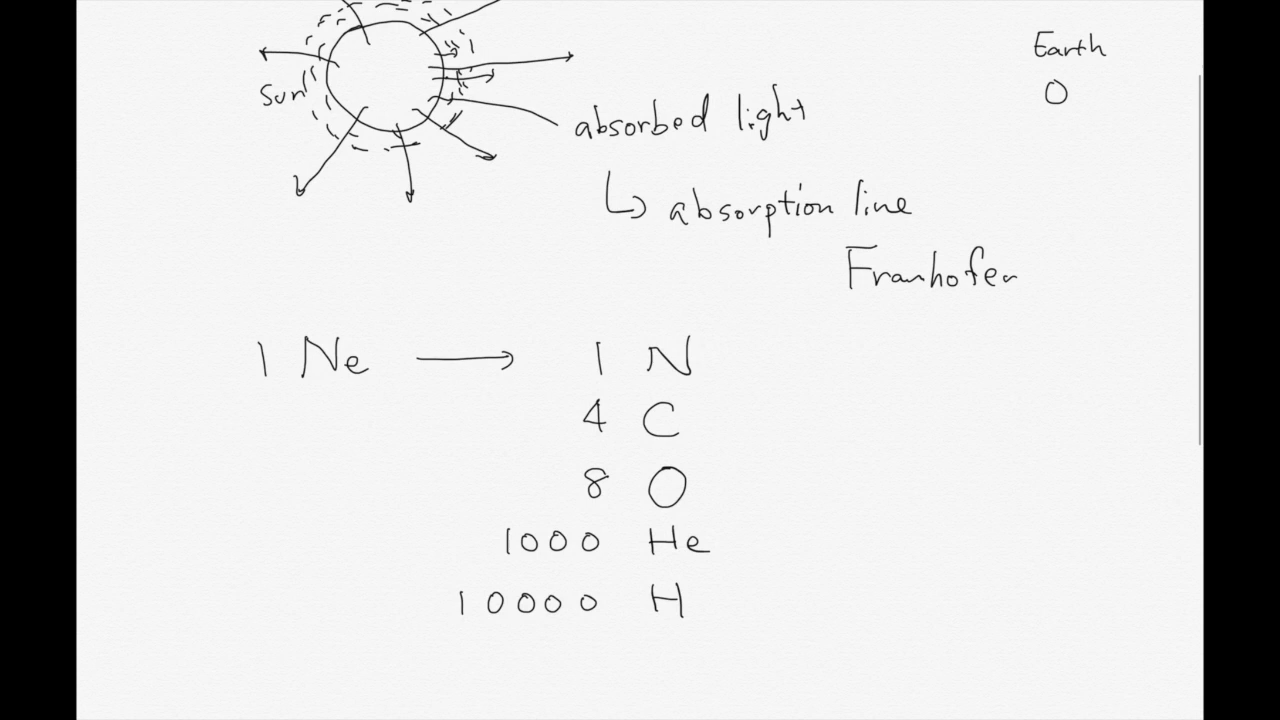 Earth
Sun
absorbed light
absorption line
Franhofer
1 Ne → 1 N
4 C
8 O
1000 He
10000 H